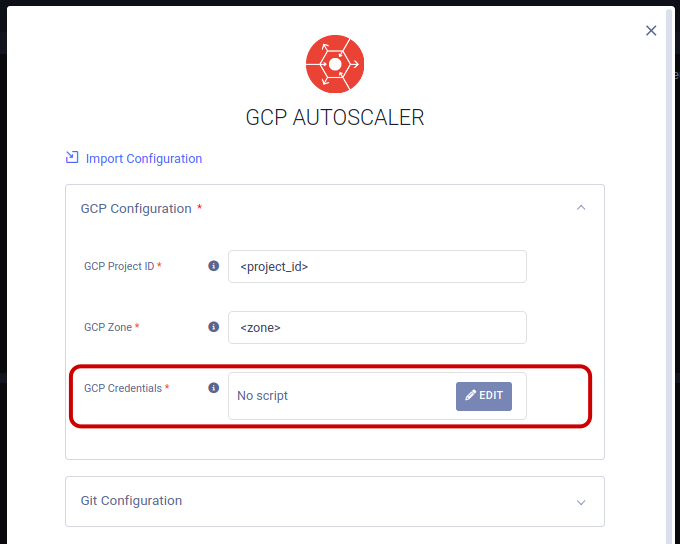 GCP AUTOSCALER
Import Configuration
GCP Configuration *
GCP Project ID * <project_id>
GCP Zone * <zone>
GCP Credentials * No script EDIT
Git Configuration